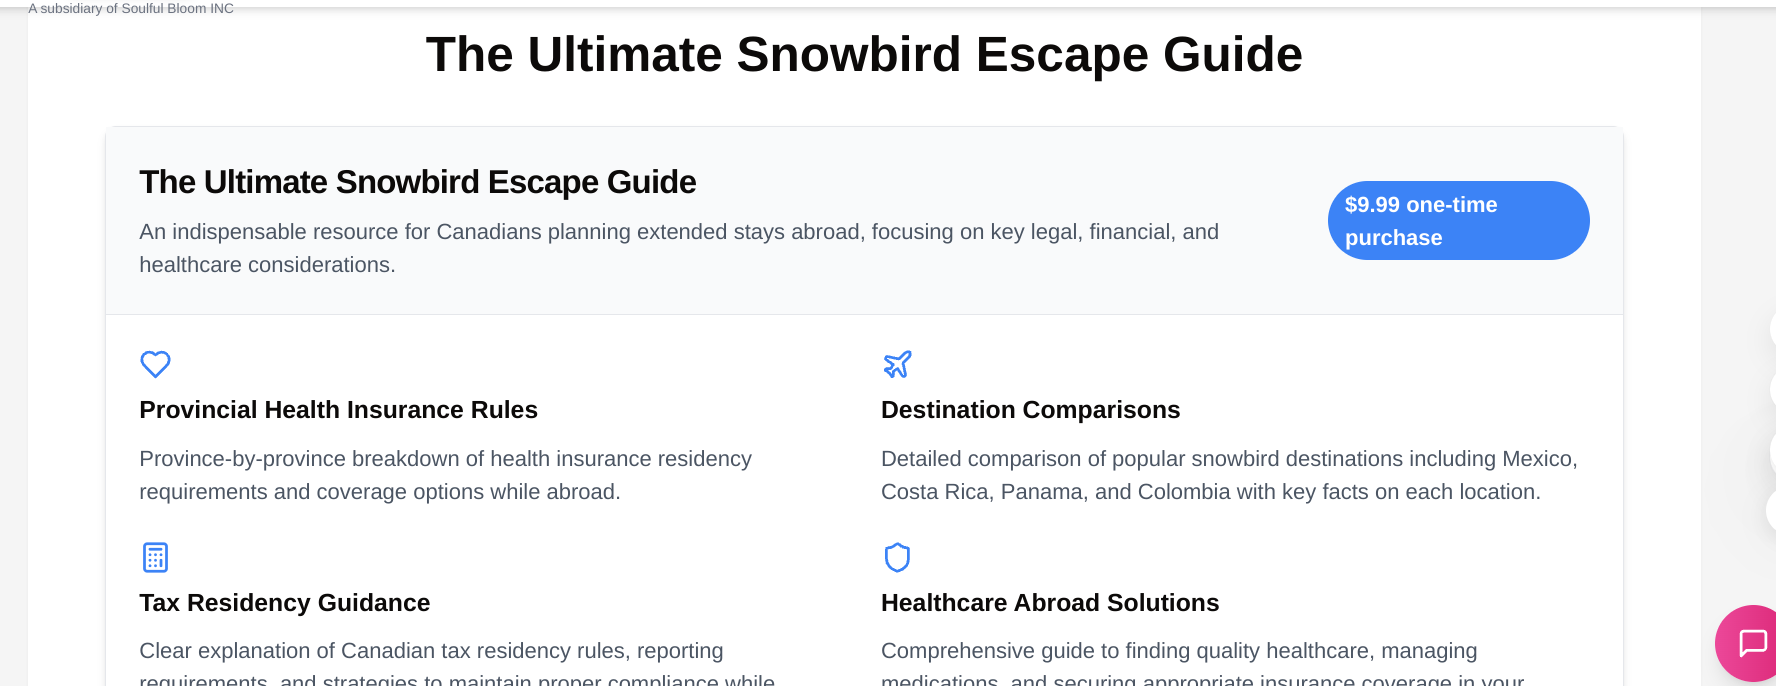 A subsidiary of Soulful Bloom INC
The Ultimate Snowbird Escape Guide
The Ultimate Snowbird Escape Guide
An indispensable resource for Canadians planning extended stays abroad, focusing on key legal, financial, and
healthcare considerations.
$9.99 one-time
purchase
Provincial Health Insurance Rules
Province-by-province breakdown of health insurance residency
requirements and coverage options while abroad.
Destination Comparisons
Detailed comparison of popular snowbird destinations including Mexico,
Costa Rica, Panama, and Colombia with key facts on each location.
Tax Residency Guidance
Clear explanation of Canadian tax residency rules, reporting
requirements, and strategies to maintain proper compliance while
Healthcare Abroad Solutions
Comprehensive guide to finding quality healthcare, managing
medications, and securing appropriate insurance coverage in your